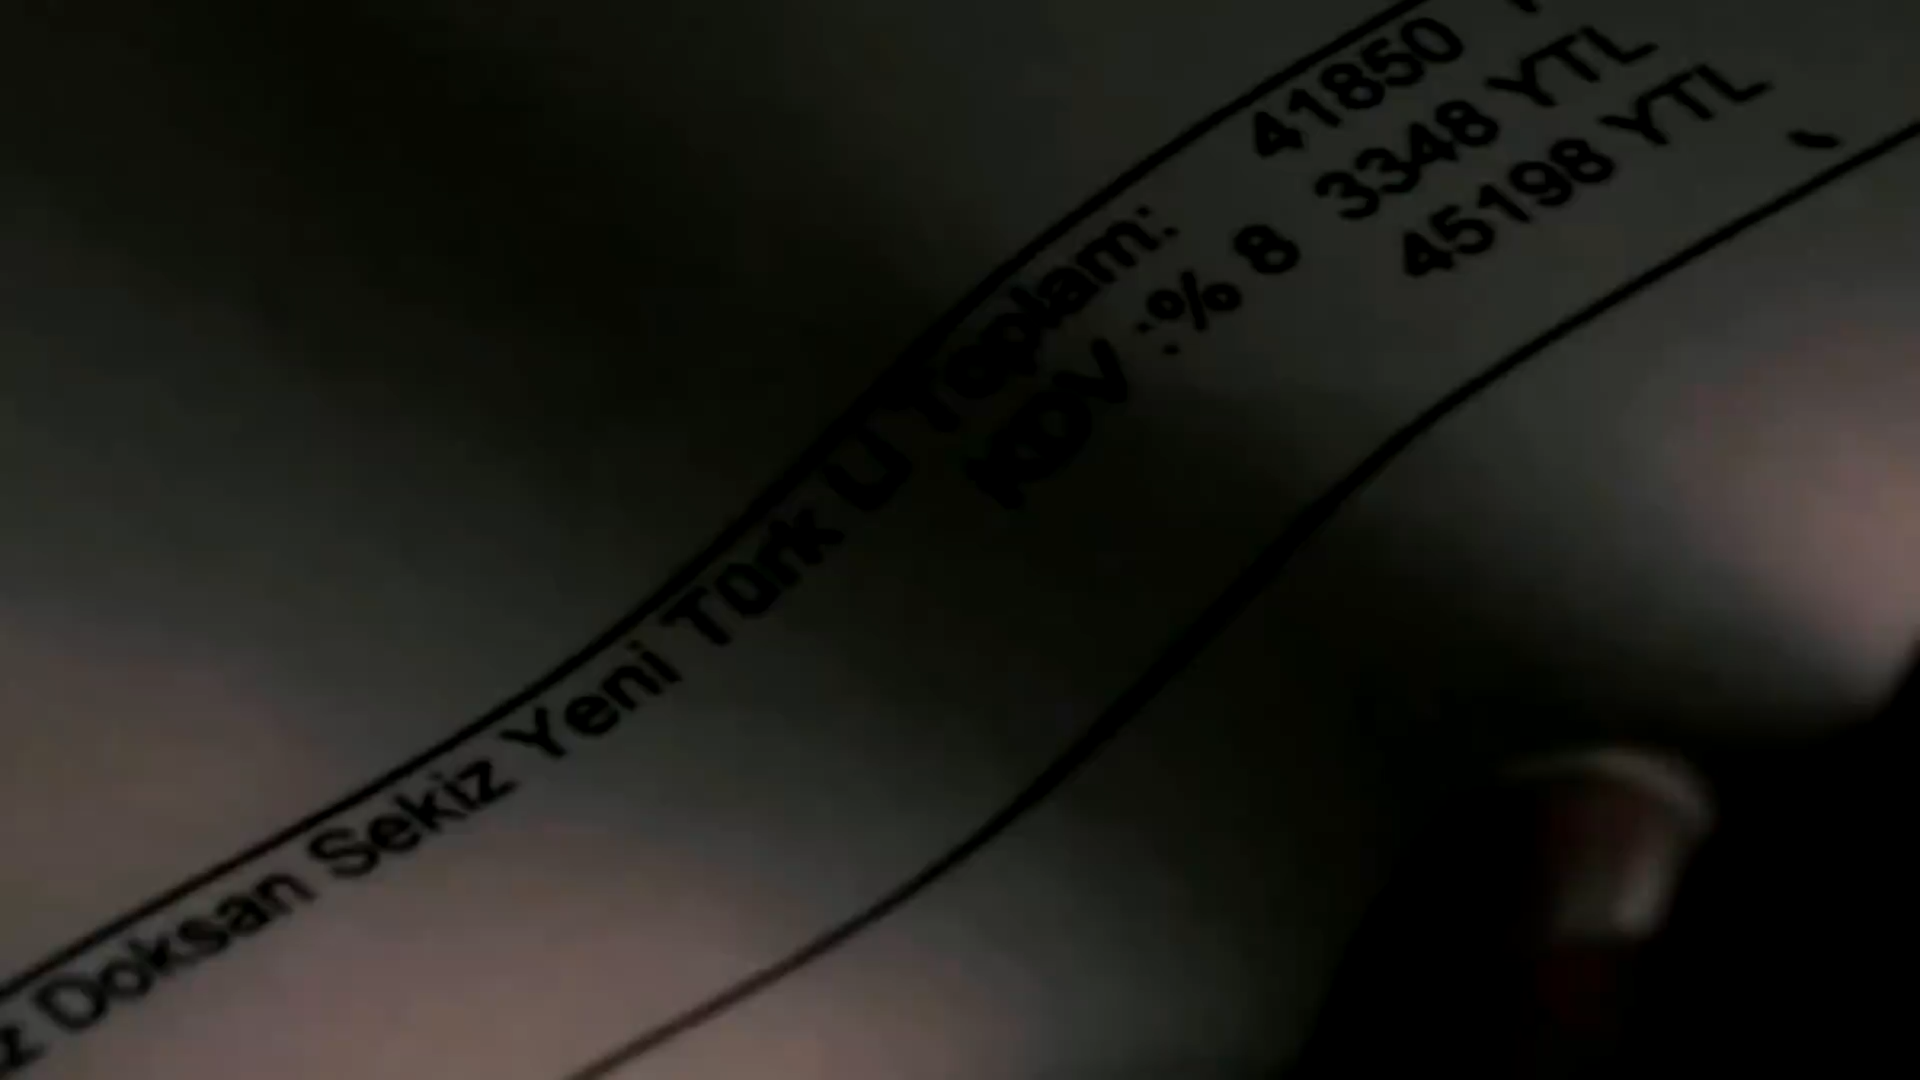 Doksan Sekiz Yeni Türk Li Toplam: 41850
KDV :% 8 3348 YTL
45198 YTL